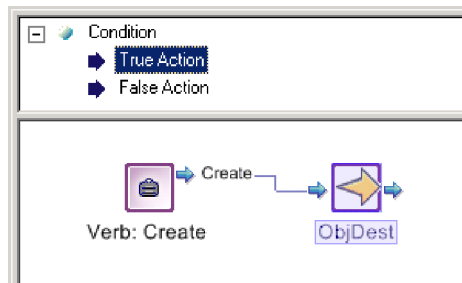 Condition
True Action
False Action
Create
Verb: Create
ObjDest